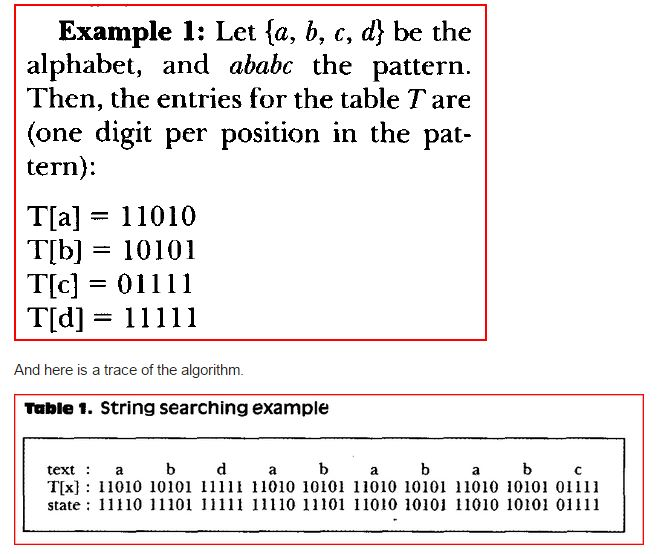 Example 1: Let {a, b, c, d} be the
alphabet, and ababc the pattern.
Then, the entries for the table T are
(one digit per position in the pat-
tern):
T[a] = 11010
T[b] = 10101
T[c] = 01111
T[d] = 11111
And here is a trace of the algorithm.
Table 1. String searching example
text : a b d a b a b a b c
T[x] : 11010 10101 11111 11010 10101 11010 10101 11010 10101 01111
state : 11110 11101 11111 11110 11101 11010 10101 11010 10101 01111